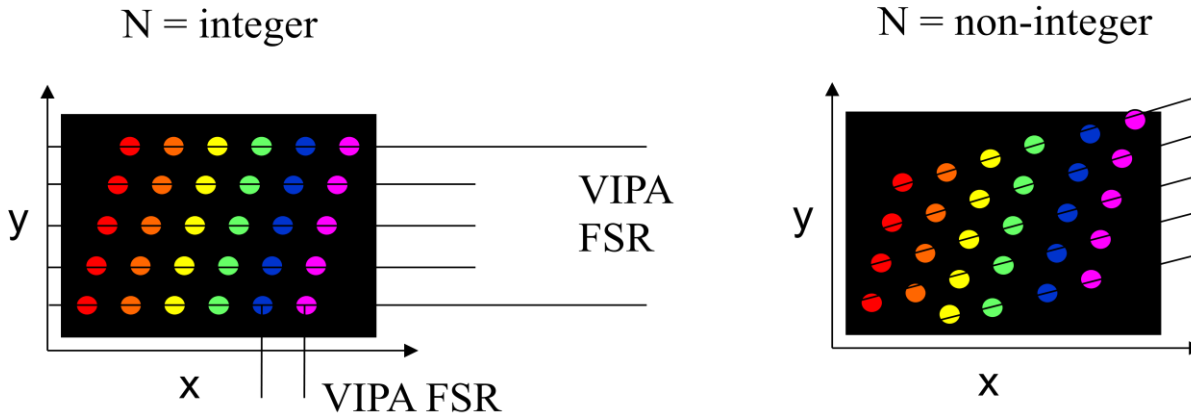 N = integer
N = non-integer
y
VIPA
FSR
x
VIPA FSR
y
x